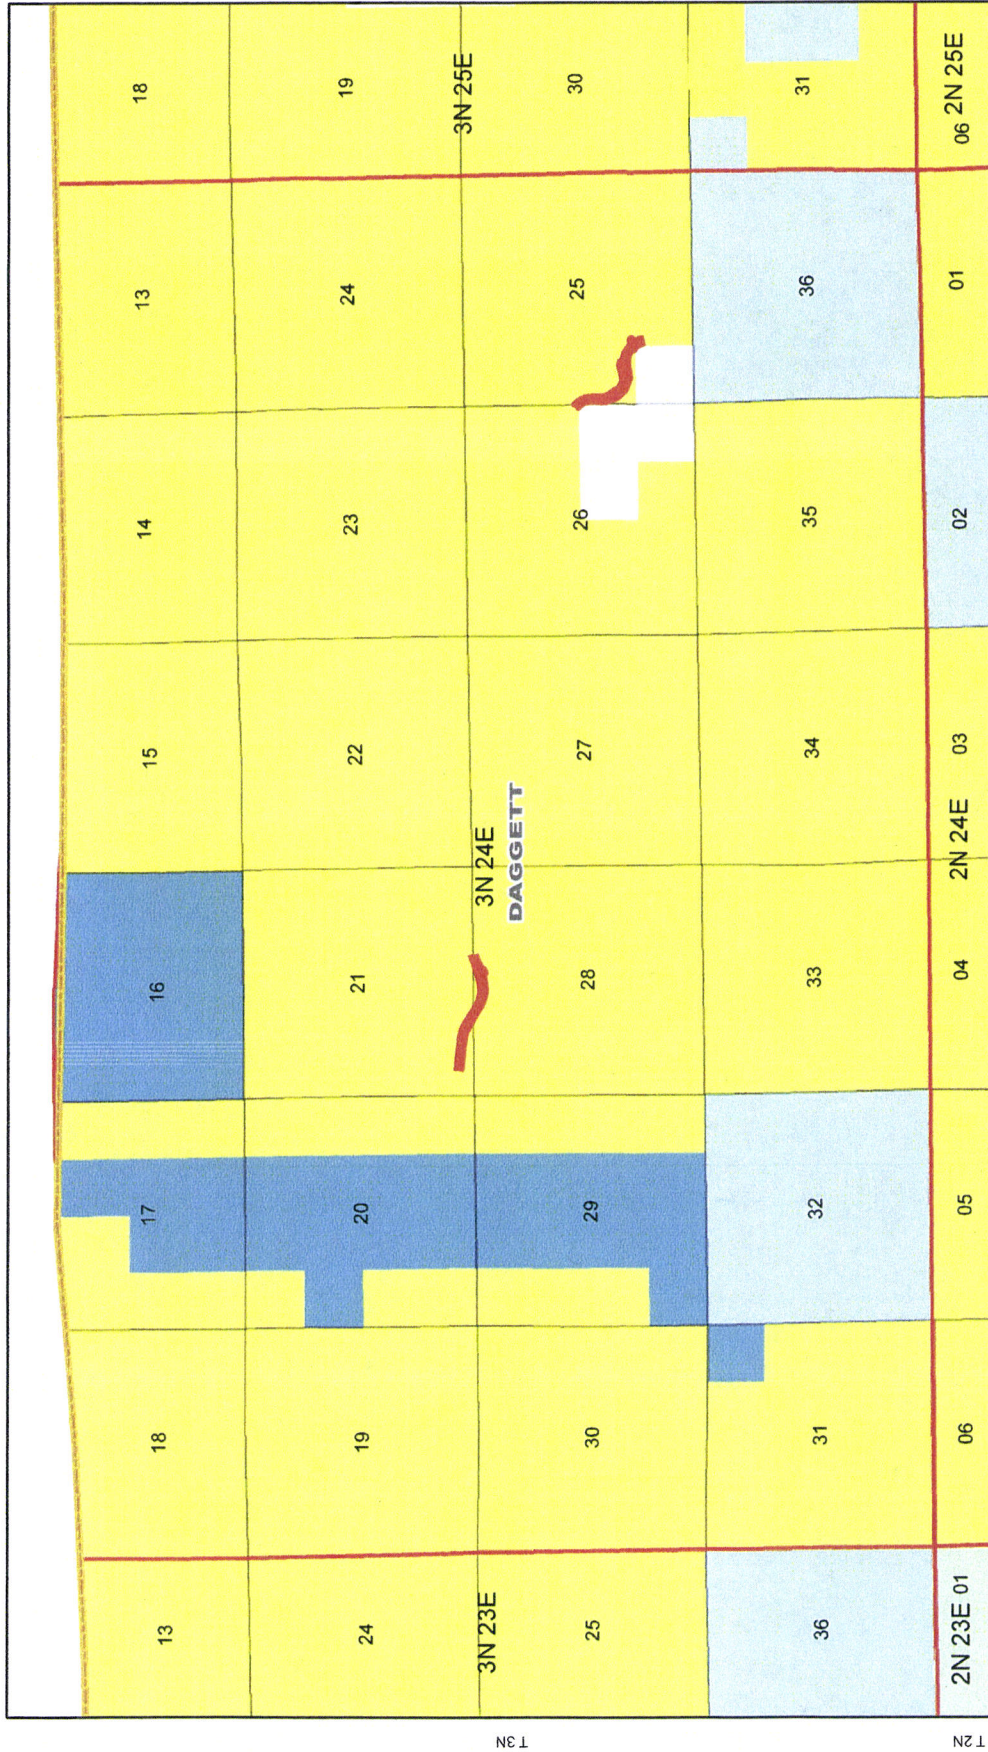 13 18 17 16 15 14 13 18
24 19 20 21 22 23 24 19
3N 23E 3N 24E 3N 25E
T 3N
DAGGETT
25 30 29 28 27 26 25 30
36 31 32 33 34 35 36 31
2N 23E 01 06 05 04 2N 24E 03 02 01 06 2N 25E
T 2N